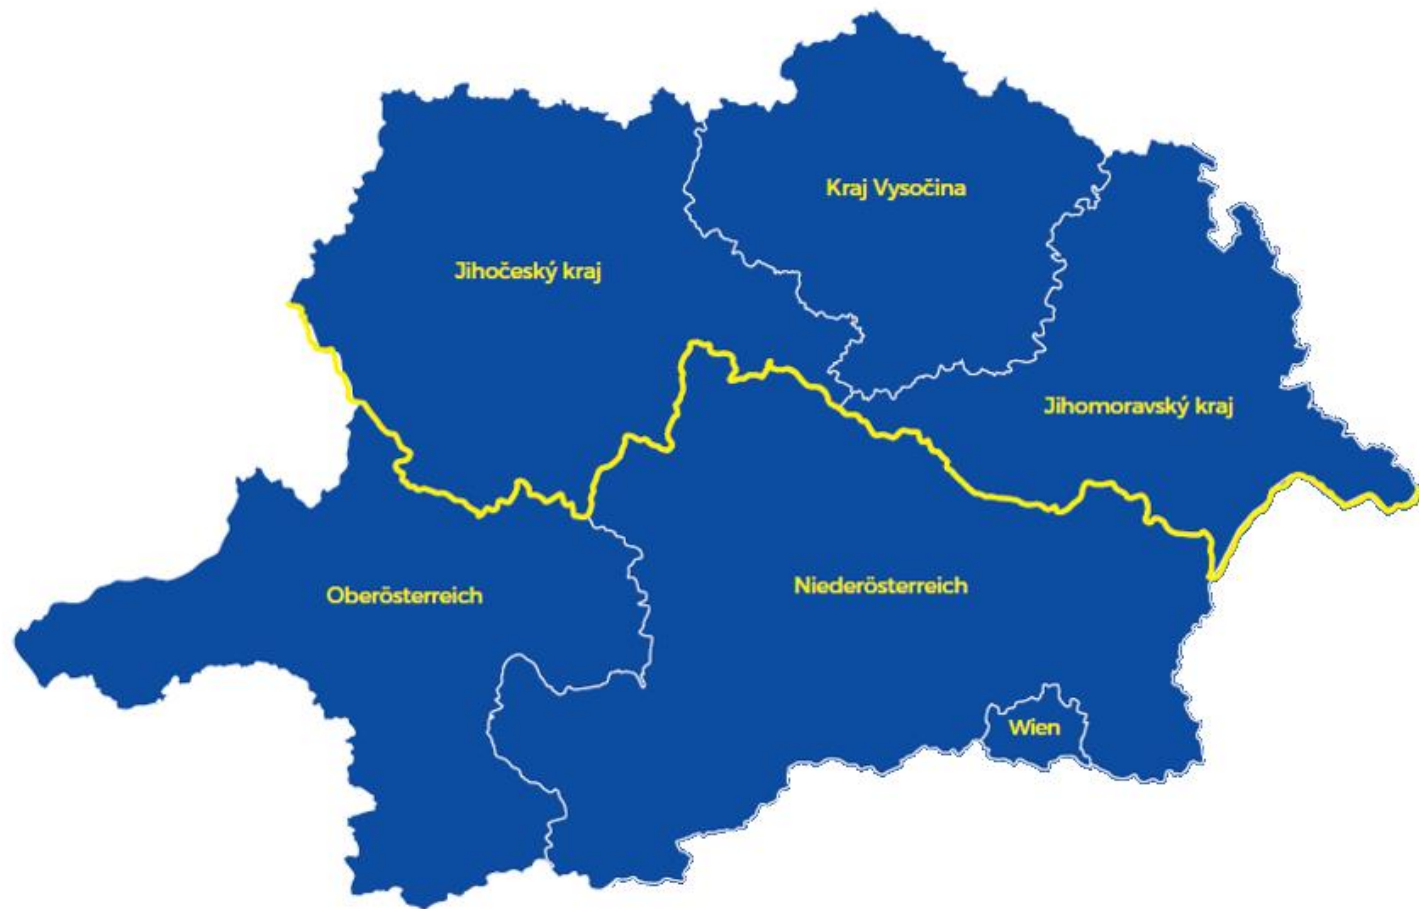 Kraj Vysočina
Jihočeský kraj
Jihomoravský kraj
Oberösterreich
Niederösterreich
Wien